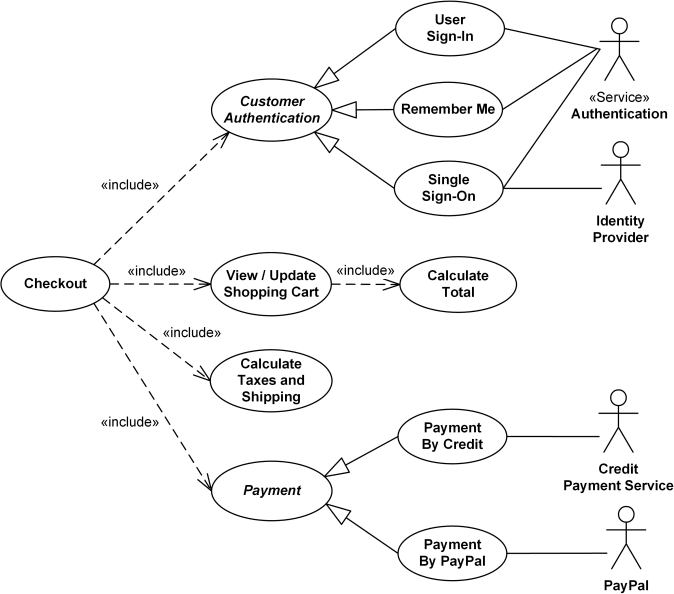 User
Sign-In
Customer
Authentication
Remember Me
«Service»
Authentication
«include»
Single
Sign-On
Identity
Provider
Checkout
«include»
View / Update
Shopping Cart
«include»
Calculate
Total
«include»
Calculate
Taxes and
Shipping
«include»
Payment
By Credit
Credit
Payment Service
Payment
Payment
By PayPal
PayPal